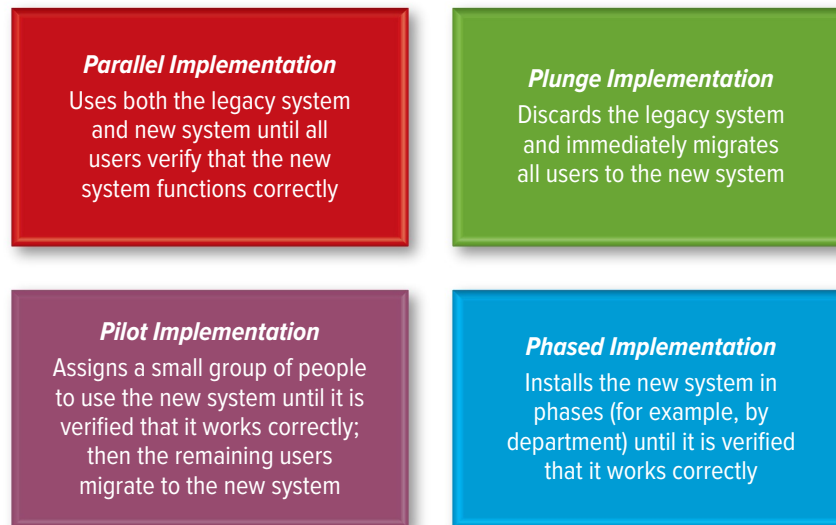 Parallel Implementation
Uses both the legacy system
and new system until all
users verify that the new
system functions correctly
Plunge Implementation
Discards the legacy system
and immediately migrates
all users to the new system
Pilot Implementation
Assigns a small group of people
to use the new system until it is
verified that it works correctly;
then the remaining users
migrate to the new system
Phased Implementation
Installs the new system in
phases (for example, by
department) until it is verified
that it works correctly